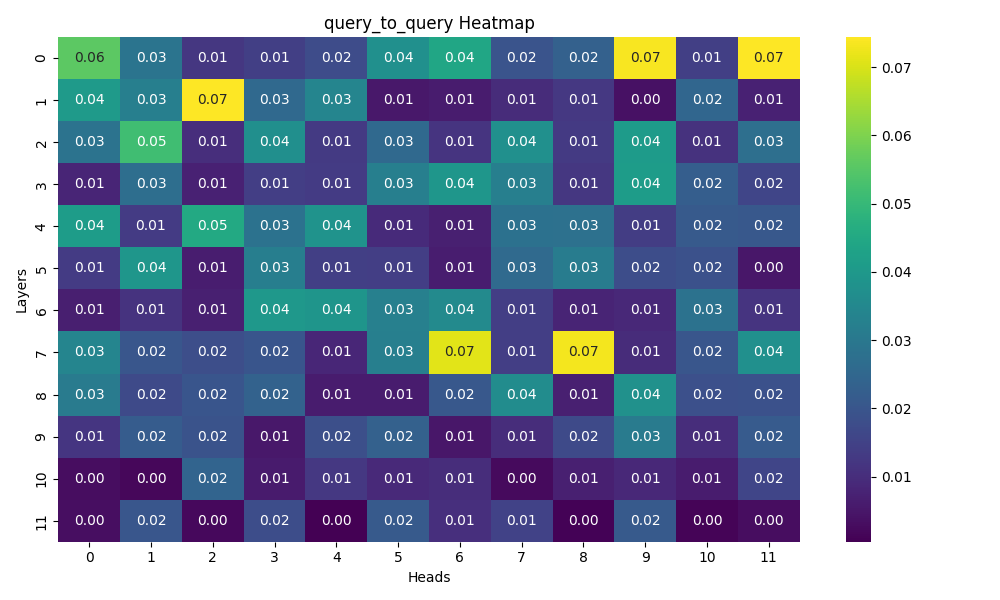 query_to_query Heatmap
0 0.06 0.03 0.01 0.01 0.02 0.04 0.04 0.02 0.02 0.07 0.01 0.07
1 0.04 0.03 0.07 0.03 0.03 0.01 0.01 0.01 0.01 0.00 0.02 0.01
2 0.03 0.05 0.01 0.04 0.01 0.03 0.01 0.04 0.01 0.04 0.01 0.03
3 0.01 0.03 0.01 0.01 0.01 0.03 0.04 0.03 0.01 0.04 0.02 0.02
4 0.04 0.01 0.05 0.03 0.04 0.01 0.01 0.03 0.03 0.01 0.02 0.02
5 0.01 0.04 0.01 0.03 0.01 0.01 0.01 0.03 0.03 0.02 0.02 0.00
6 0.01 0.01 0.01 0.04 0.04 0.03 0.04 0.01 0.01 0.01 0.03 0.01
7 0.03 0.02 0.02 0.02 0.01 0.03 0.07 0.01 0.07 0.01 0.02 0.04
8 0.03 0.02 0.02 0.02 0.01 0.01 0.02 0.04 0.01 0.04 0.02 0.02
9 0.01 0.02 0.02 0.01 0.02 0.02 0.01 0.01 0.02 0.03 0.01 0.02
10 0.00 0.00 0.02 0.01 0.01 0.01 0.01 0.00 0.01 0.01 0.01 0.02
11 0.00 0.02 0.00 0.02 0.00 0.02 0.01 0.01 0.00 0.02 0.00 0.00
0 1 2 3 4 5 6 7 8 9 10 11
Heads
Layers
0.07
0.06
0.05
0.04
0.03
0.02
0.01